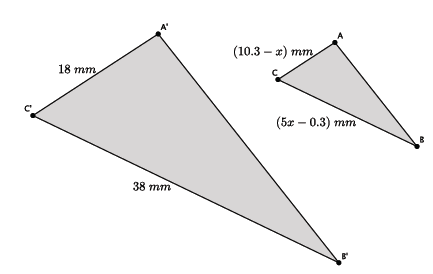 A'
A
(10.3 − x) mm
18 mm
C
C'
(5x − 0.3) mm
B
38 mm
B'